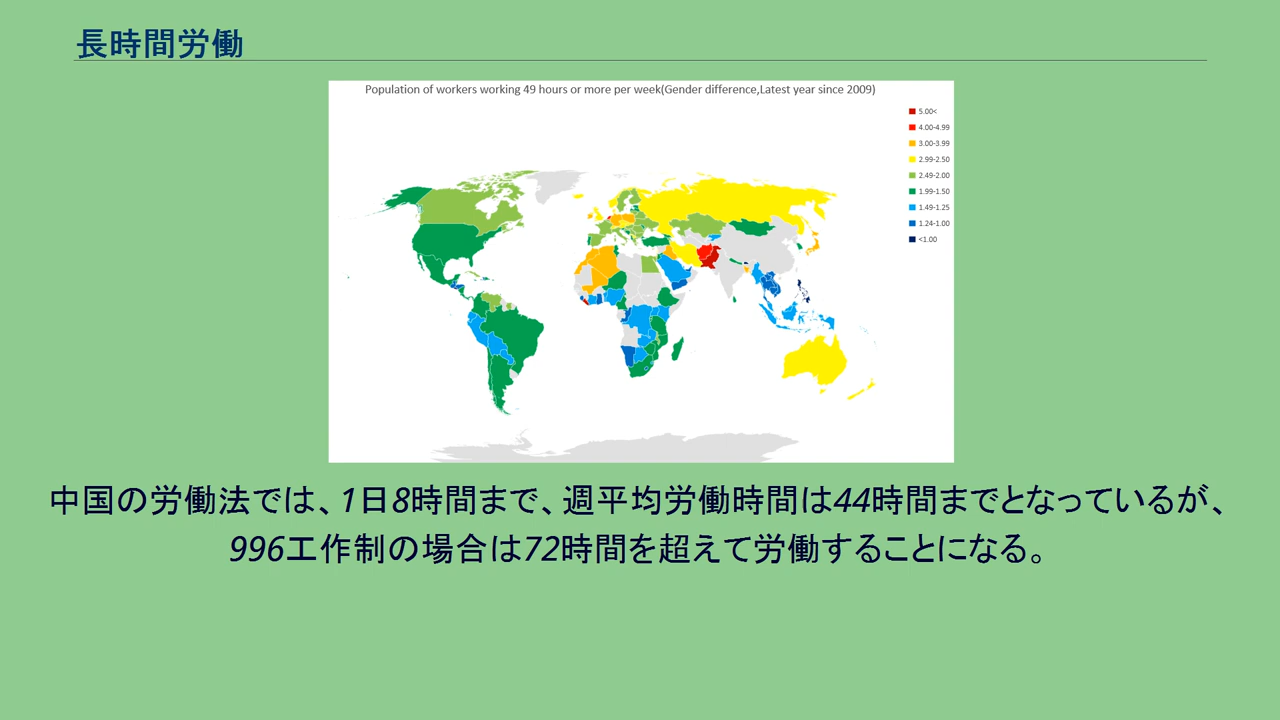 長時間労働
Population of workers working 49 hours or more per week(Gender difference,Latest year since 2009)
5.00<
4.00-4.99
3.00-3.99
2.99-2.50
2.49-2.00
1.99-1.50
1.49-1.25
1.24-1.00
<1.00
中国の労働法では、1日8時間まで、週平均労働時間は44時間までとなっているが、
996工作制の場合は72時間を超えて労働することになる。